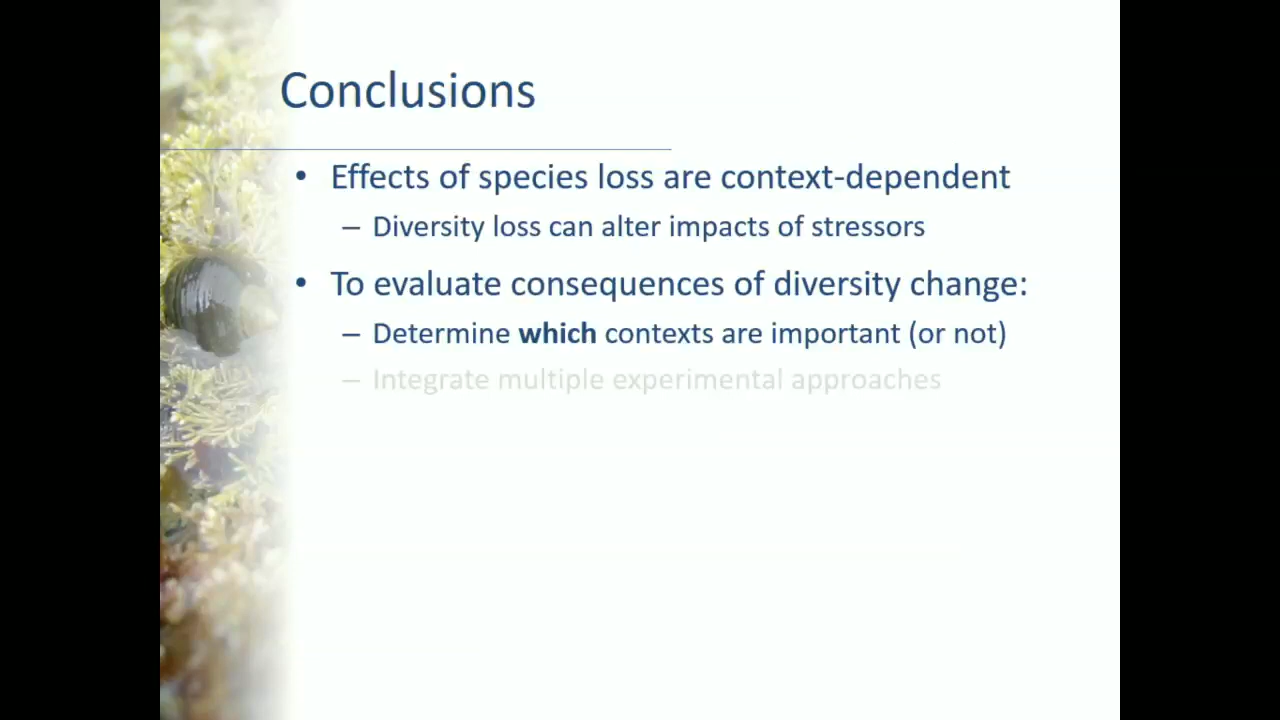 Conclusions
• Effects of species loss are context-dependent
– Diversity loss can alter impacts of stressors
• To evaluate consequences of diversity change:
– Determine which contexts are important (or not)
– Integrate multiple experimental approaches